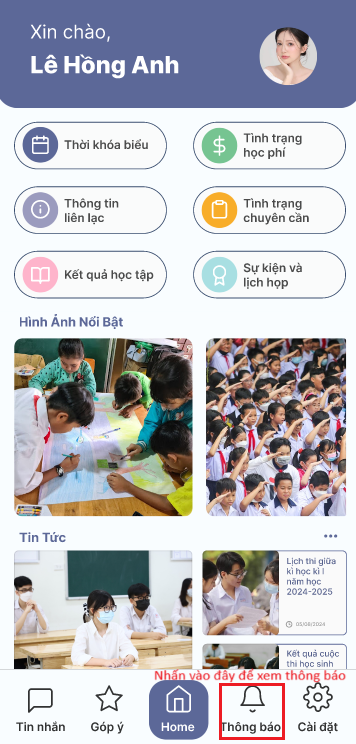 Xin chào,
Lê Hồng Anh
Thời khóa biểu
Tình trạng
học phí
Thông tin
liên lạc
Tình trạng
chuyên cần
Kết quả học tập
Sự kiện và
lịch họp
Hình Ảnh Nổi Bật
Tin Tức
Lịch thi giữa
kì học kì I
năm học
2024-2025
05/08/2024
Kết quả cuộc
thi học sinh
Nhấn vào đây để xem thông báo
Tin nhắn
Góp ý
Home
Thông báo
Cài đặt